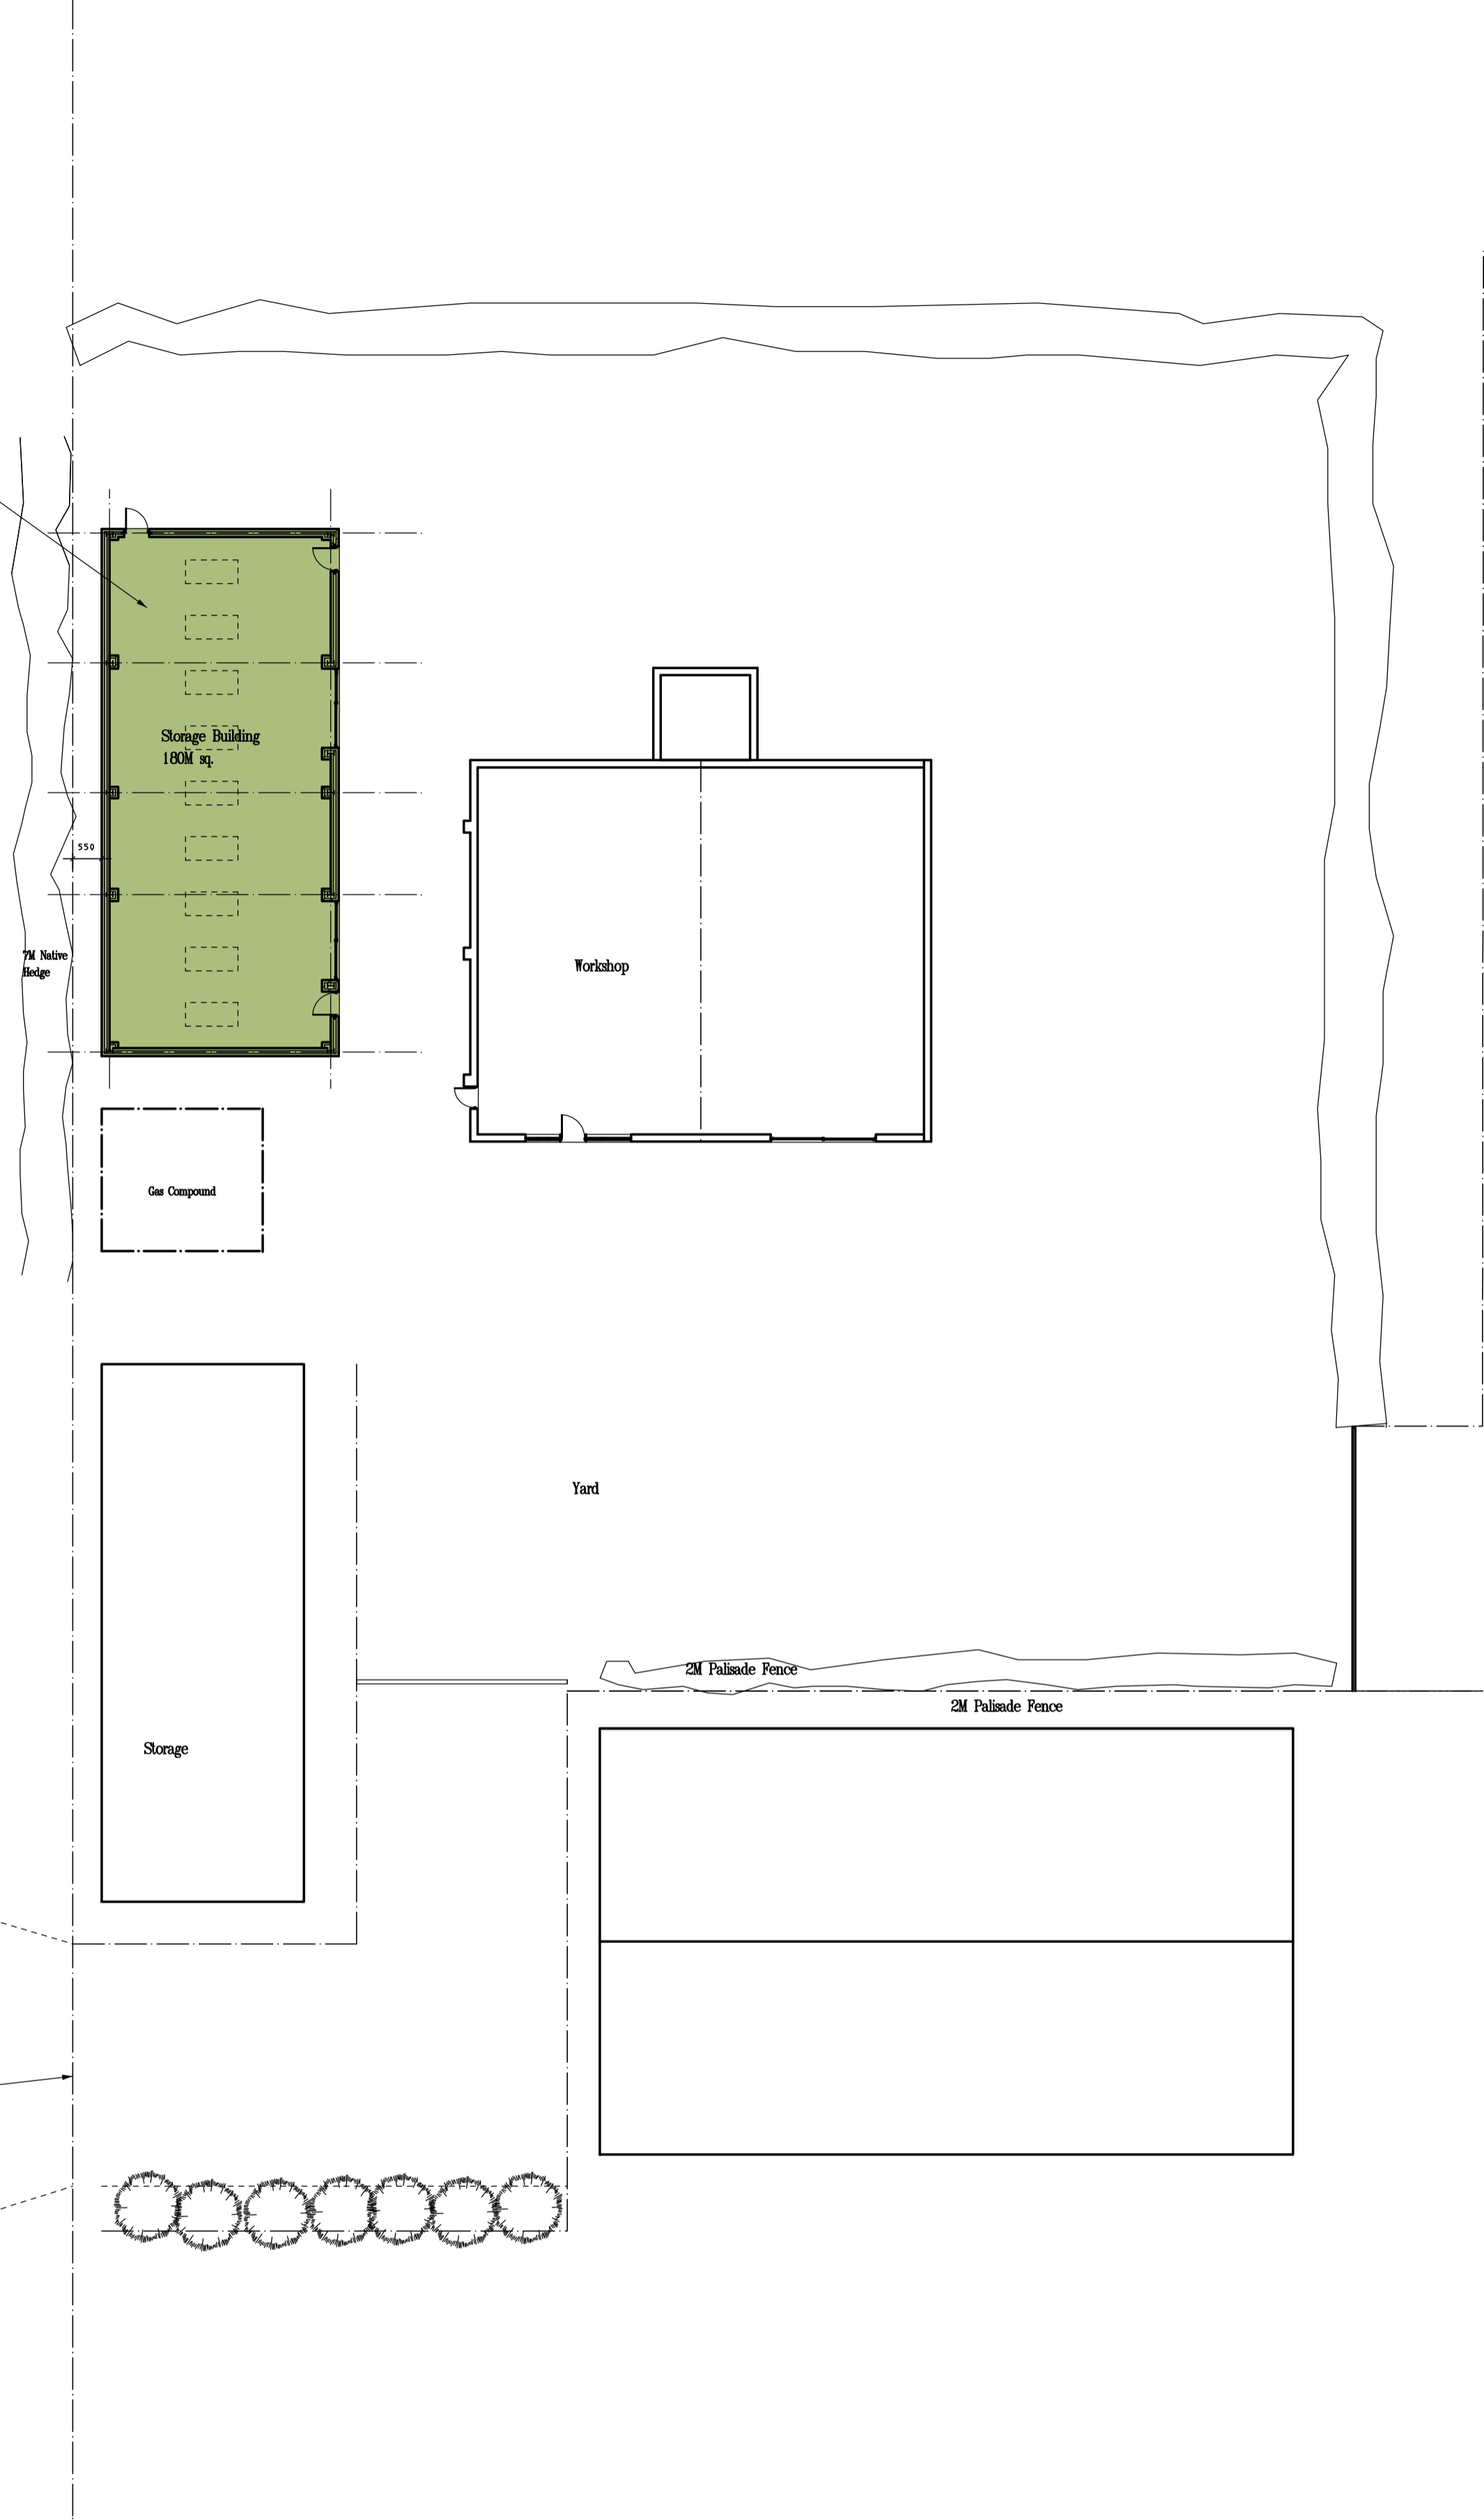 Storage Building
180M sq.
550
7M Native
Hedge
Workshop
Gas Compound
Yard
2M Palisade Fence
2M Palisade Fence
Storage